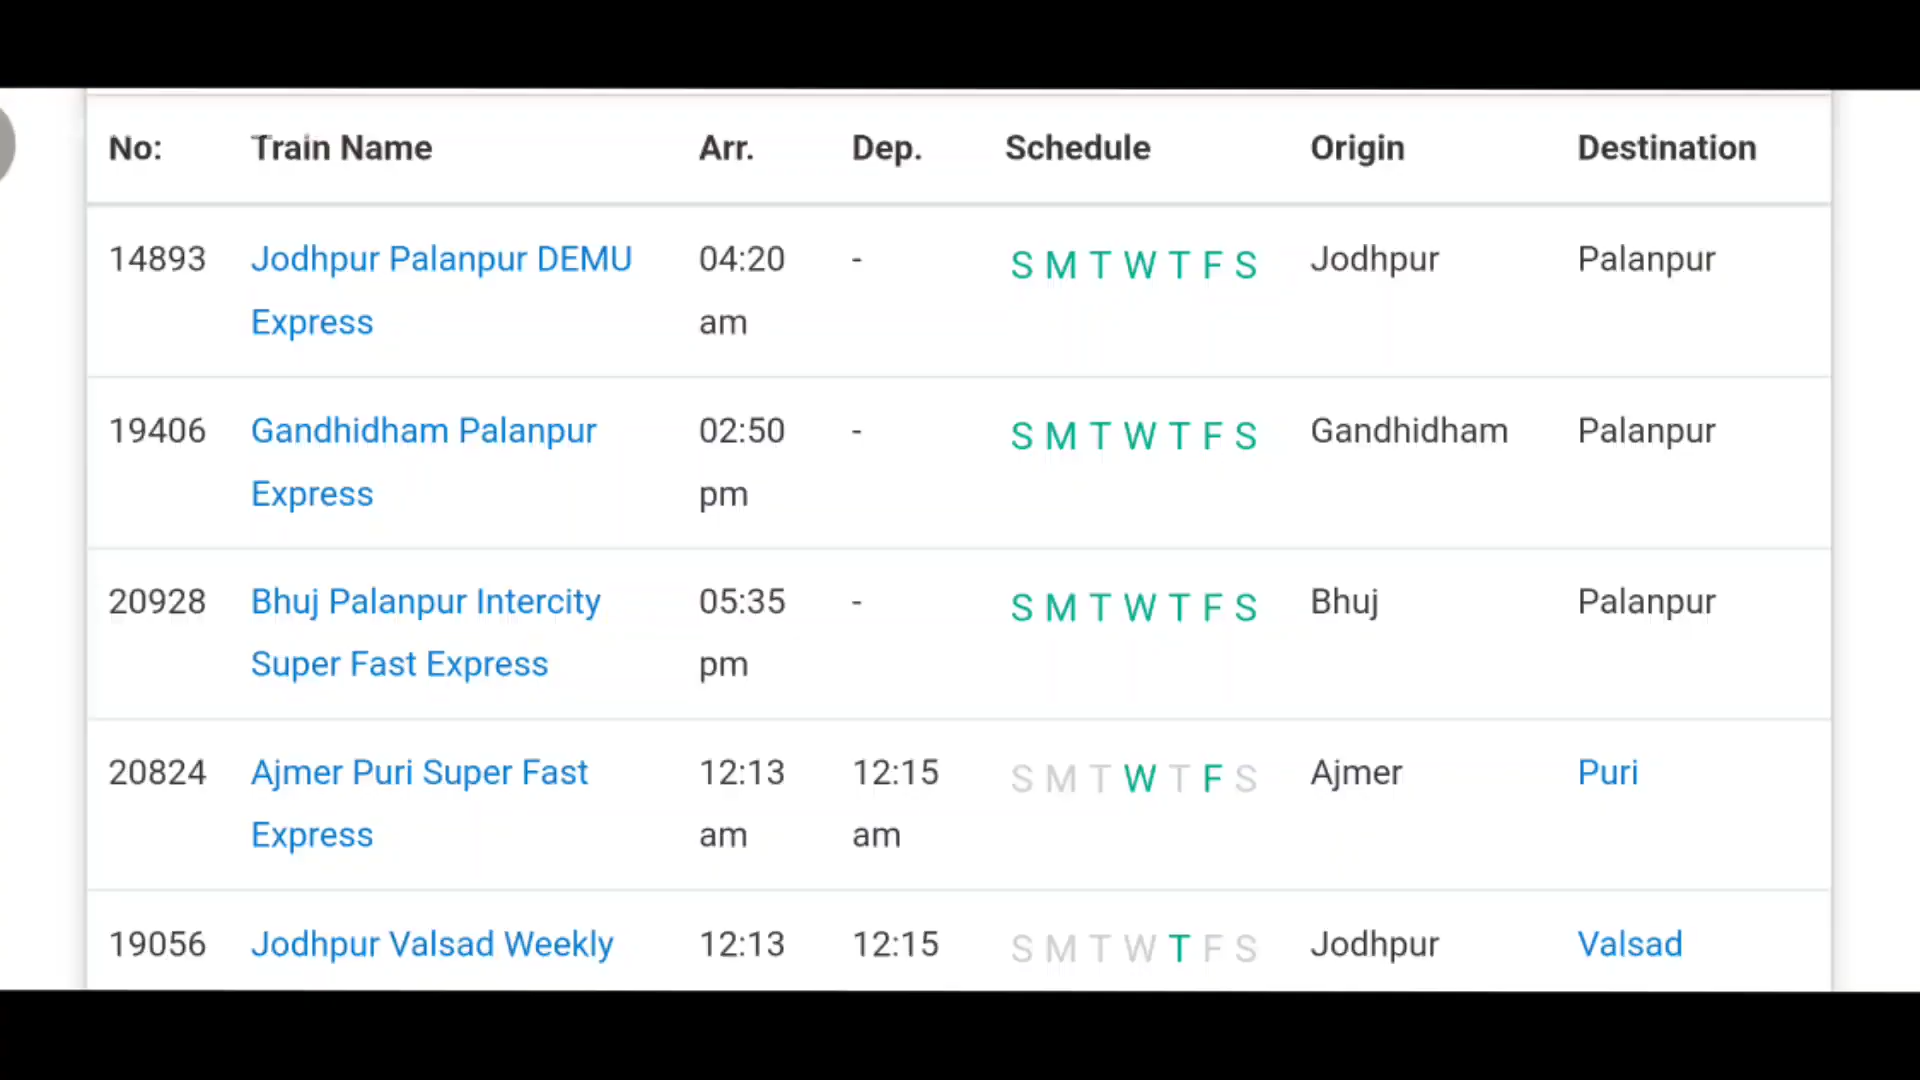 No: Train Name Arr. Dep. Schedule Origin Destination
14893 Jodhpur Palanpur DEMU 04:20 - S M T W T F S Jodhpur Palanpur
Express am
19406 Gandhidham Palanpur 02:50 - S M T W T F S Gandhidham Palanpur
Express pm
20928 Bhuj Palanpur Intercity 05:35 - S M T W T F S Bhuj Palanpur
Super Fast Express pm
20824 Ajmer Puri Super Fast 12:13 12:15 S M T W T F S Ajmer Puri
Express am am
19056 Jodhpur Valsad Weekly 12:13 12:15 S M T W T F S Jodhpur Valsad